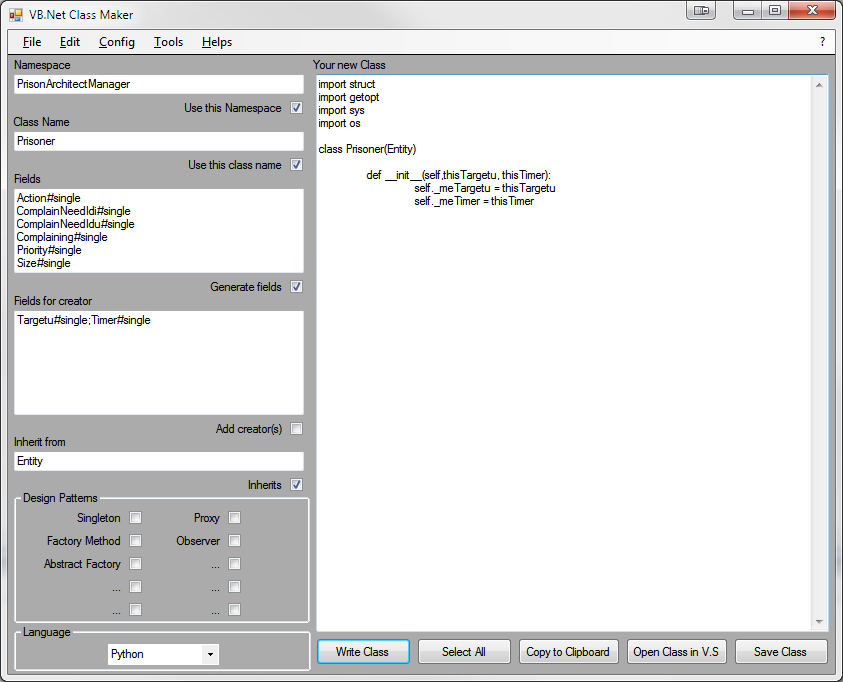 VB.Net Class Maker
File Edit Config Tools Helps ?
Namespace
PrisonArchitectManager
Use this Namespace
Class Name
Prisoner
Use this class name
Fields
Action#single
ComplainNeedIdi#single
ComplainNeedIdu#single
Complaining#single
Priority#single
Size#single
Generate fields
Fields for creator
Targetu#single;Timer#single
Add creator(s)
Inherit from
Entity
Inherits
Design Patterns
Singleton Proxy
Factory Method Observer
Abstract Factory ...
... ...
... ...
Language
Python
Your new Class
import struct
import getopt
import sys
import os
class Prisoner(Entity)
def __init__(self,thisTargetu, thisTimer):
self._meTargetu = thisTargetu
self._meTimer = thisTimer
Write Class Select All Copy to Clipboard Open Class in V.S Save Class